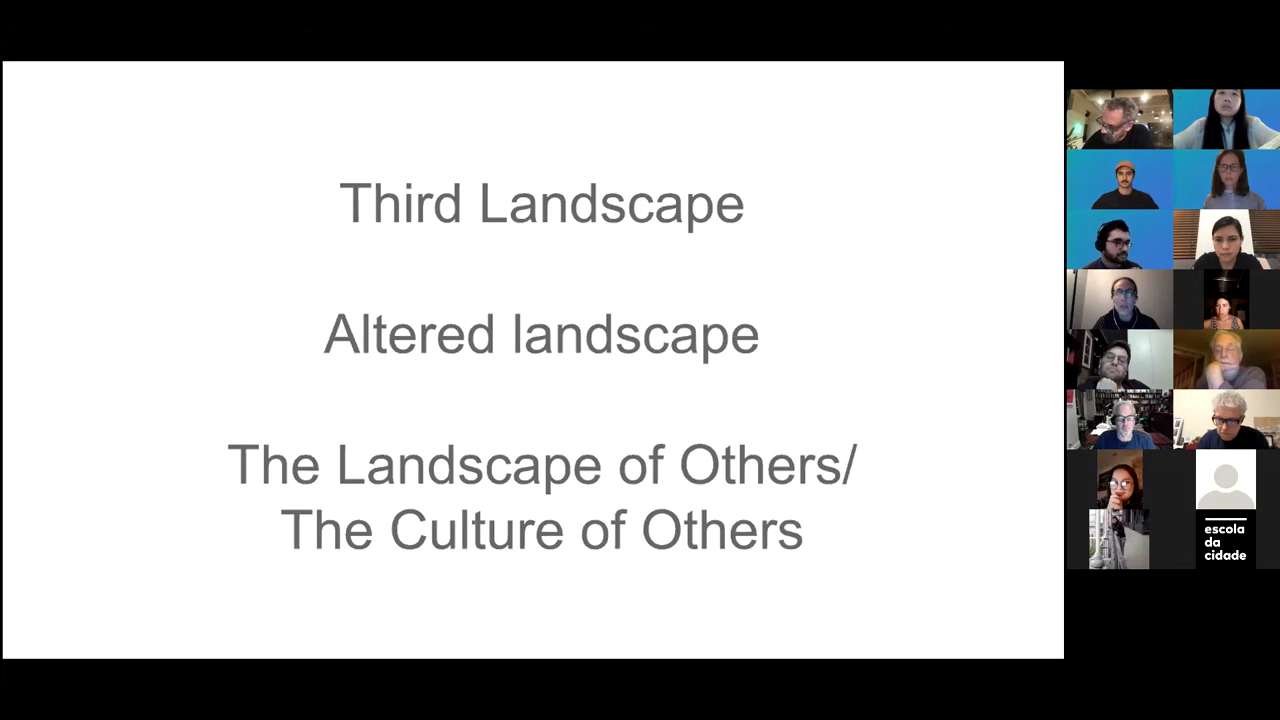 Third Landscape
Altered landscape
The Landscape of Others/
The Culture of Others
escola
da
cidade